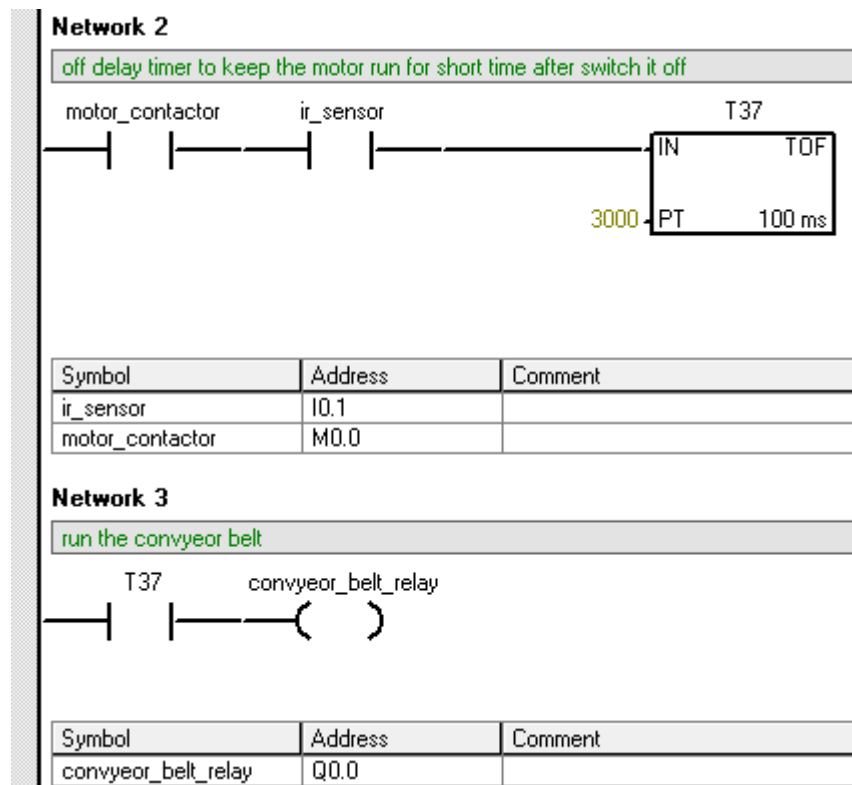 Network 2
off delay timer to keep the motor run for short time after switch it off
motor_contactor ir_sensor T37
IN TOF
3000 PT 100 ms
Symbol Address Comment
ir_sensor I0.1
motor_contactor M0.0
Network 3
run the convyeor belt
T37 convyeor_belt_relay
Symbol Address Comment
convyeor_belt_relay Q0.0